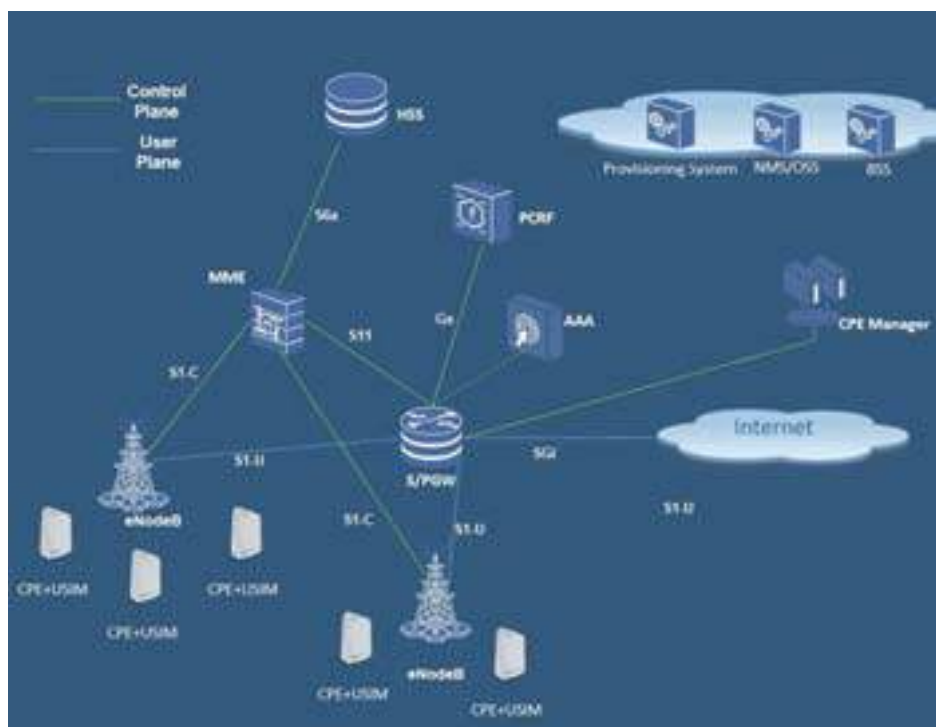 Control
Plane
User
Plane
HSS
Provisioning System
NMS/OSS
BSS
S6a
PCRF
MME
Gx
AAA
CPE Manager
S11
S1-C
Internet
S1-U
SGi
S/PGW
eNodeB
S1-C
S1-U
S1-U
CPE+USIM
CPE+USIM
CPE+USIM
eNodeB
CPE+USIM
CPE+USIM